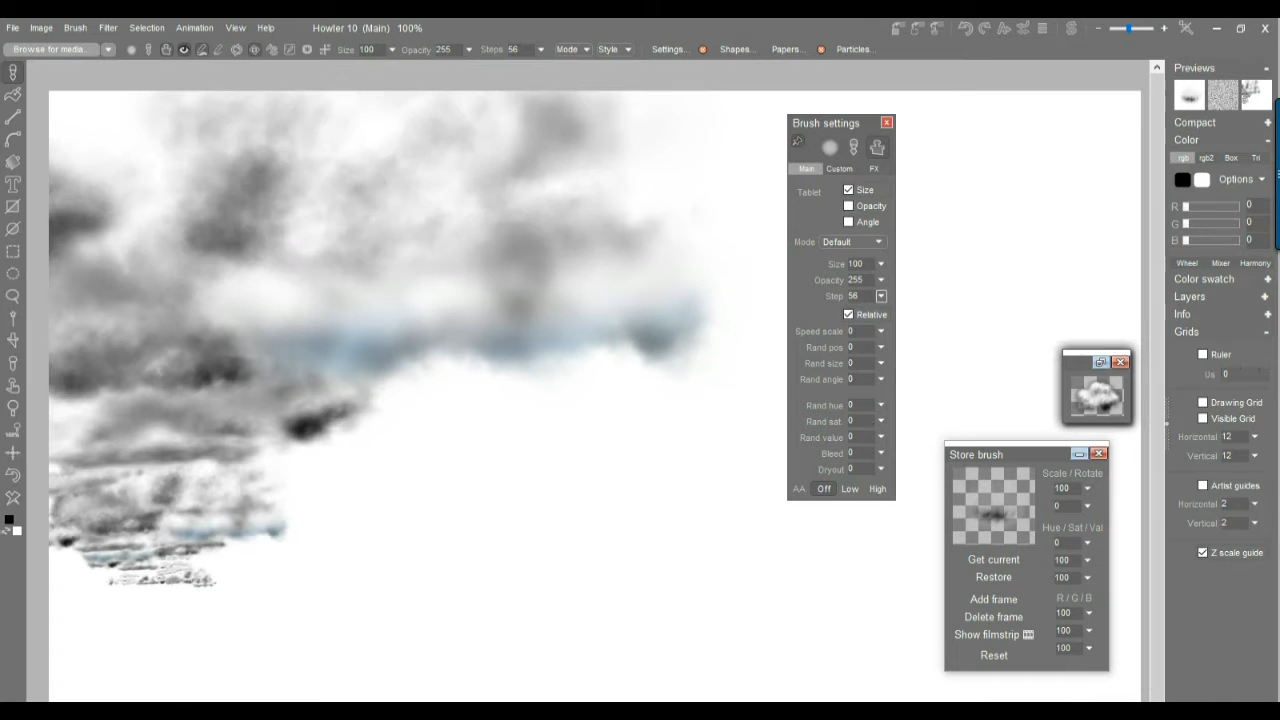 File Image Brush Filter Selection Animation View Help Howler 10 (Main) 100%
Browse for media... Size 100 Opacity 255 Steps 56 Mode Style Settings... Shapes... Papers... Particles...
Previews
Compact
Color
rgb rgb2 Box Tri
Options
R 0
G 0
B 0
Wheel Mixer Harmony
Color swatch
Layers
Info
Grids
Ruler
Us 0
Drawing Grid
Visible Grid
Horizontal 12
Vertical 12
Artist guides
Horizontal 2
Vertical 2
Z scale guide
Brush settings
Main Custom FX
Tablet Size
Opacity
Angle
Mode Default
Size 100
Opacity 255
Step 56
Relative
Speed scale 0
Rand pos 0
Rand size 0
Rand angle 0
Rand hue 0
Rand sat. 0
Rand value 0
Bleed 0
Dryout 0
AA Off Low High
Store brush
Scale / Rotate
100
0
Hue / Sat / Val
0
Get current 100
Restore 100
Add frame R / G / B
Delete frame 100
Show filmstrip 100
Reset 100